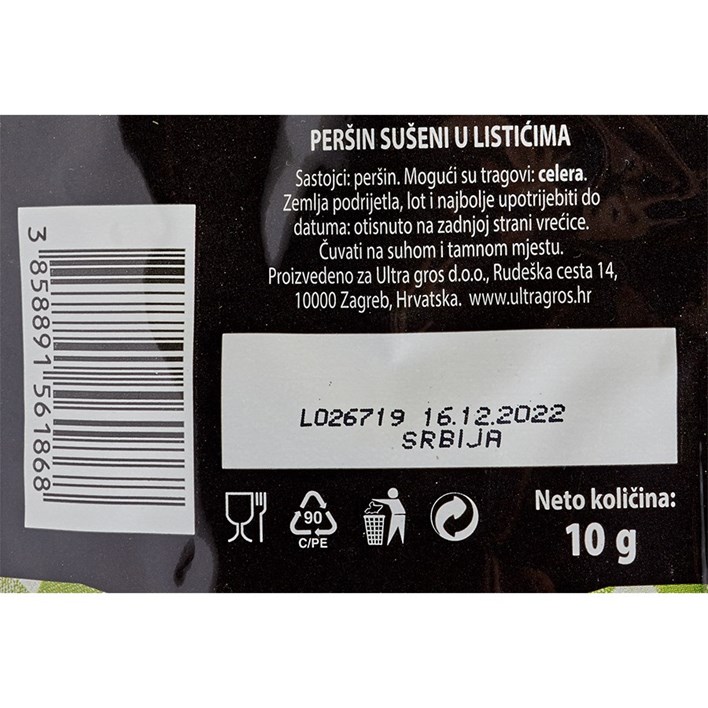 PERŠIN SUŠENI U LISTIĆIMA
Sastojci: peršin. Mogući su tragovi: celera.
Zemlja podrijetla, lot i najbolje upotrijebiti do
datuma: otisnuto na zadnjoj strani vrećice.
Čuvati na suhom i tamnom mjestu.
Proizvedeno za Ultra gros d.o.o., Rudeška cesta 14,
10000 Zagreb, Hrvatska. www.ultragros.hr
3 858891 561868
L026719 16.12.2022
SRBIJA
90
C/PE
Neto količina:
10 g